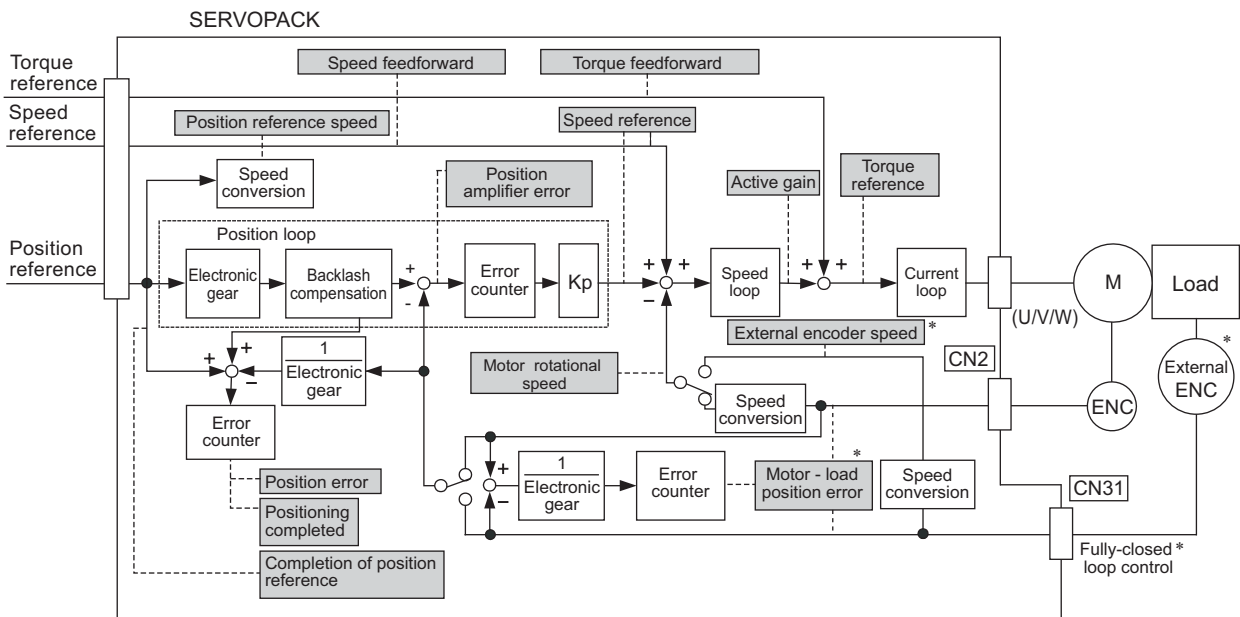 SERVOPACK
Torque
reference
Speed feedforward
Torque feedforward
Speed
reference
Position reference speed
Speed reference
Speed
conversion
Position
amplifier error
Active gain
Torque
reference
Position
reference
Position loop
Electronic
gear
Backlash
compensation
+
-
Error
counter
Kp
+
+
−
Speed
loop
+
+
Current
loop
(U/V/W)
M
Load
External encoder speed *
CN2
*
External
ENC
+
+
−
1
Electronic
gear
Motor rotational
speed
Speed
conversion
ENC
Error
counter
+
−
1
Electronic
gear
Error
counter
*
Motor - load
position error
Speed
conversion
CN31
Position error
Positioning
completed
Completion of position
reference
Fully-closed *
loop control